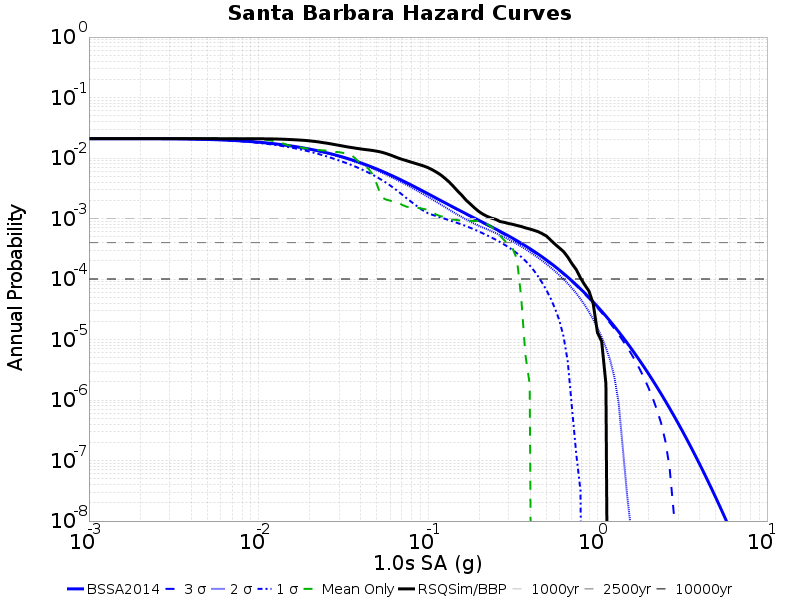 Santa Barbara Hazard Curves
10^0
10^-1
10^-2
10^-3
10^-4
10^-5
10^-6
10^-7
10^-8
Annual Probability
10^-3 10^-2 10^-1 10^0 10^1
1.0s SA (g)
BSSA2014 3 σ 2 σ 1 σ Mean Only RSQSim/BBP 1000yr 2500yr 10000yr